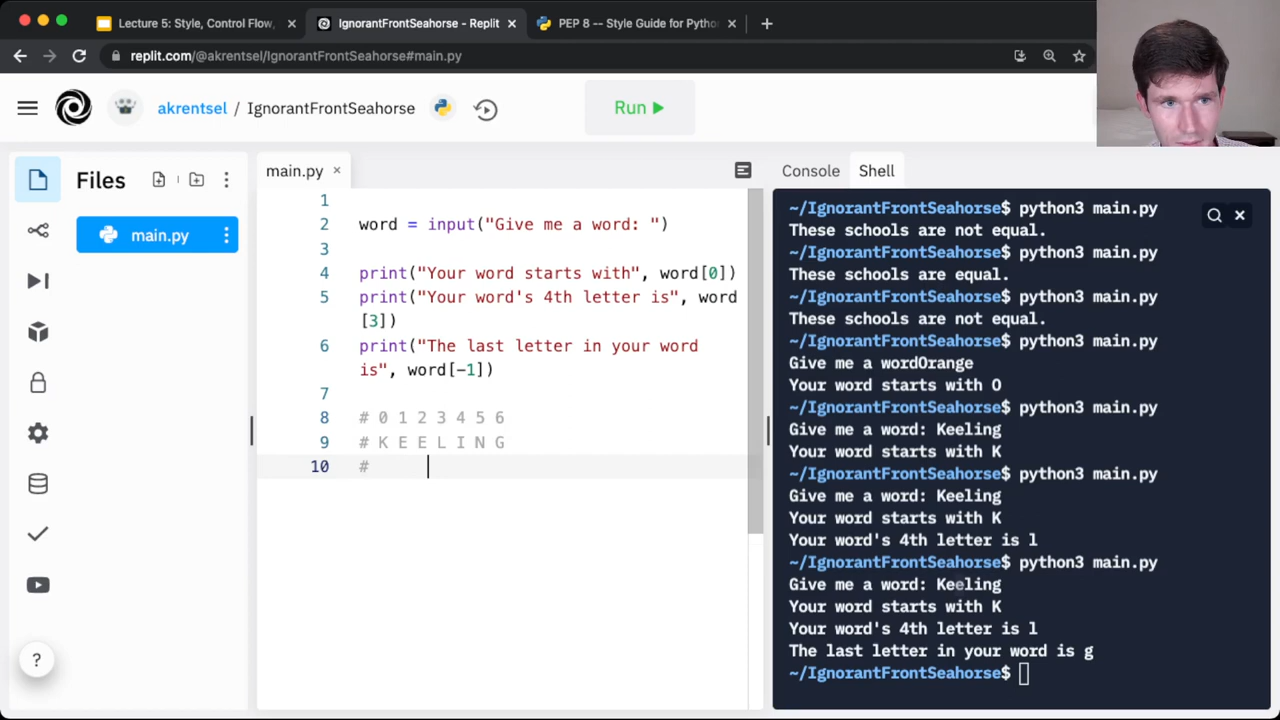 Lecture 5: Style, Control Flow,
IgnorantFrontSeahorse - Replit
PEP 8 -- Style Guide for Pytho
replit.com/@akrentsel/IgnorantFrontSeahorse#main.py
akrentsel / IgnorantFrontSeahorse
Run
Files
main.py
main.py
Console
Shell
1
2 word = input("Give me a word: ")
3
4 print("Your word starts with", word[0])
5 print("Your word's 4th letter is", word
[3])
6 print("The last letter in your word
is", word[-1])
7
8 # 0 1 2 3 4 5 6
9 # K E E L I N G
10 #
~/IgnorantFrontSeahorse$ python3 main.py
These schools are not equal.
~/IgnorantFrontSeahorse$ python3 main.py
These schools are equal.
~/IgnorantFrontSeahorse$ python3 main.py
These schools are not equal.
~/IgnorantFrontSeahorse$ python3 main.py
Give me a wordOrange
Your word starts with O
~/IgnorantFrontSeahorse$ python3 main.py
Give me a word: Keeling
Your word starts with K
~/IgnorantFrontSeahorse$ python3 main.py
Give me a word: Keeling
Your word starts with K
Your word's 4th letter is l
~/IgnorantFrontSeahorse$ python3 main.py
Give me a word: Keeling
Your word starts with K
Your word's 4th letter is l
The last letter in your word is g
~/IgnorantFrontSeahorse$
?